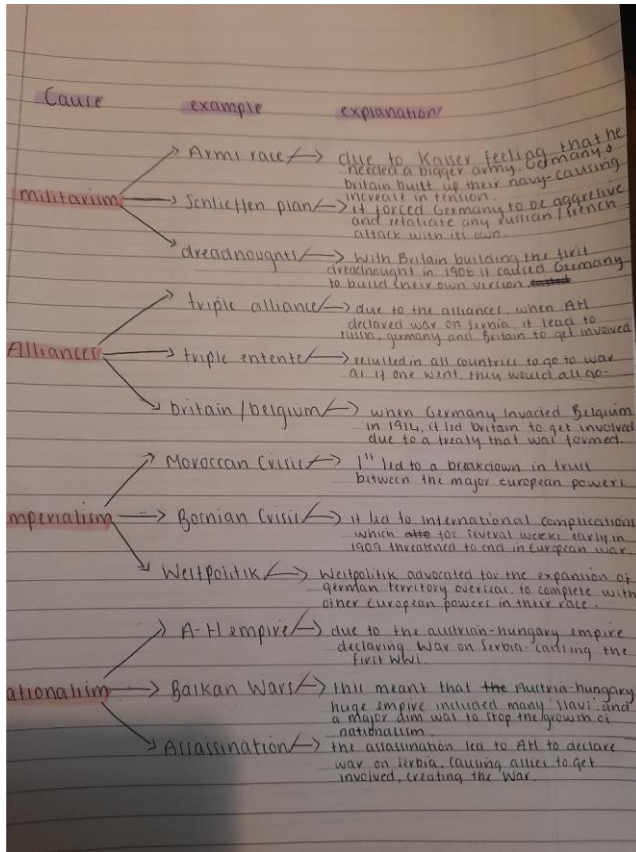 Cause example explanation
Arms race → due to Kaiser feeling that he
needed a bigger army. Germany &
britain built up their navy-causing
increase in tension.
militarism
Schlieffen plan → it forced Germany to be aggresive
and retaliate any russian / french
attack with its own.
dreadnoughts → With Britain building the first
dreadnought in 1906 it caused Germany
to build their own version
triple alliance → due to the alliances, when AH
declared war on Serbia, it lead to
russia, germany and Britain to get involved
Alliances
triple entente → resulted in all countries to go to war
as if one went, they would all go.
britain / belgium → when Germany invaded Belgium
in 1914, it led britain to get involved
due to a treaty that was formed.
Moroccan Crisis → 1st led to a breakdown in trust
between the major european powers
mperialism
Bosnian Crisis → it led to international complications
which for several weeks early in
1909 threatened to end in European war
Weltpolitik → Weltpolitik advocated for the expansion of
german territory overseas, to complete with
other European powers in their race.
A-H empire → due to the austrian-hungary empire
declaring war on Serbia-causing the
first WW1.
ationalism
Balkan Wars → this meant that the Austria-hungary
huge empire included many 'slavs' and
a major aim was to stop the growth of
nationalism.
Assassination → the assassination led to AH to declare
war on serbia, causing allies to get
involved, creating the War.